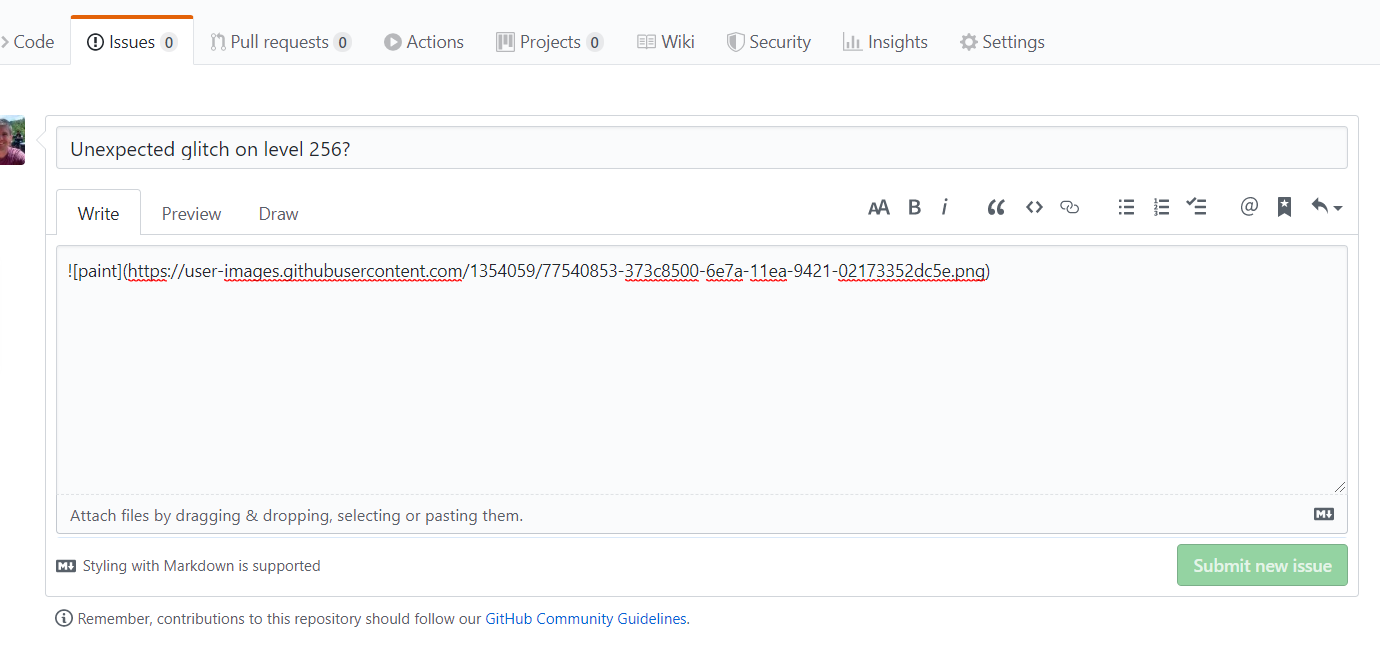 Code Issues 0 Pull requests 0 Actions Projects 0 Wiki Security Insights Settings
Unexpected glitch on level 256?
Write Preview Draw AA B i @
![paint](https://user-images.githubusercontent.com/1354059/77540853-373c8500-6e7a-11ea-9421-02173352dc5e.png)
Attach files by dragging & dropping, selecting or pasting them.
Styling with Markdown is supported Submit new issue
Remember, contributions to this repository should follow our GitHub Community Guidelines.